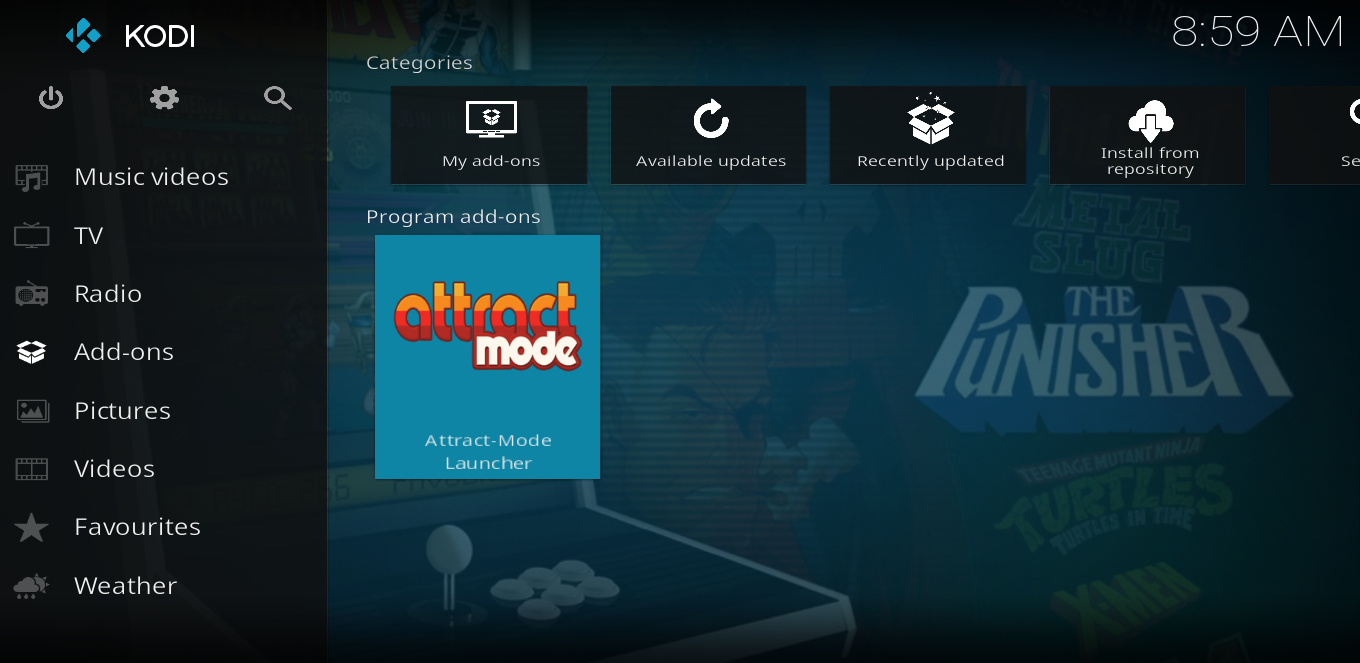 KODI
8:59 AM
Categories
My add-ons
Available updates
Recently updated
Install from
repository
Se
Music videos
TV
Radio
Add-ons
Pictures
Videos
Favourites
Weather
Program add-ons
attract
mode
Attract-Mode
Launcher
METAL
SLUG
THE
PUNISHER
TEENAGE MUTANT NINJA
TURTLES
TURTLES IN TIME
X-MEN